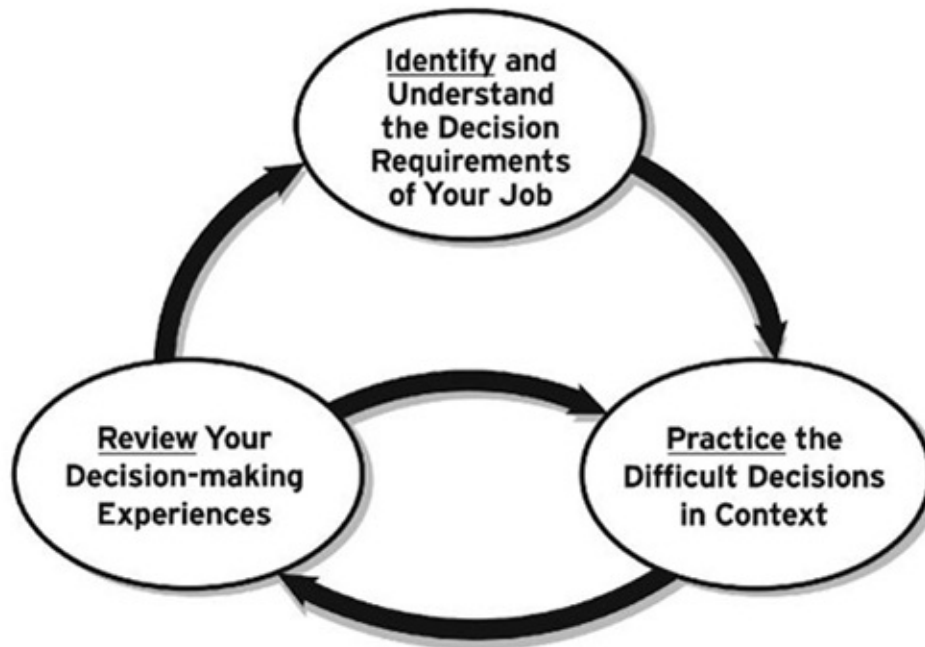 Identify and
Understand
the Decision
Requirements
of Your Job
Review Your
Decision-making
Experiences
Practice the
Difficult Decisions
in Context